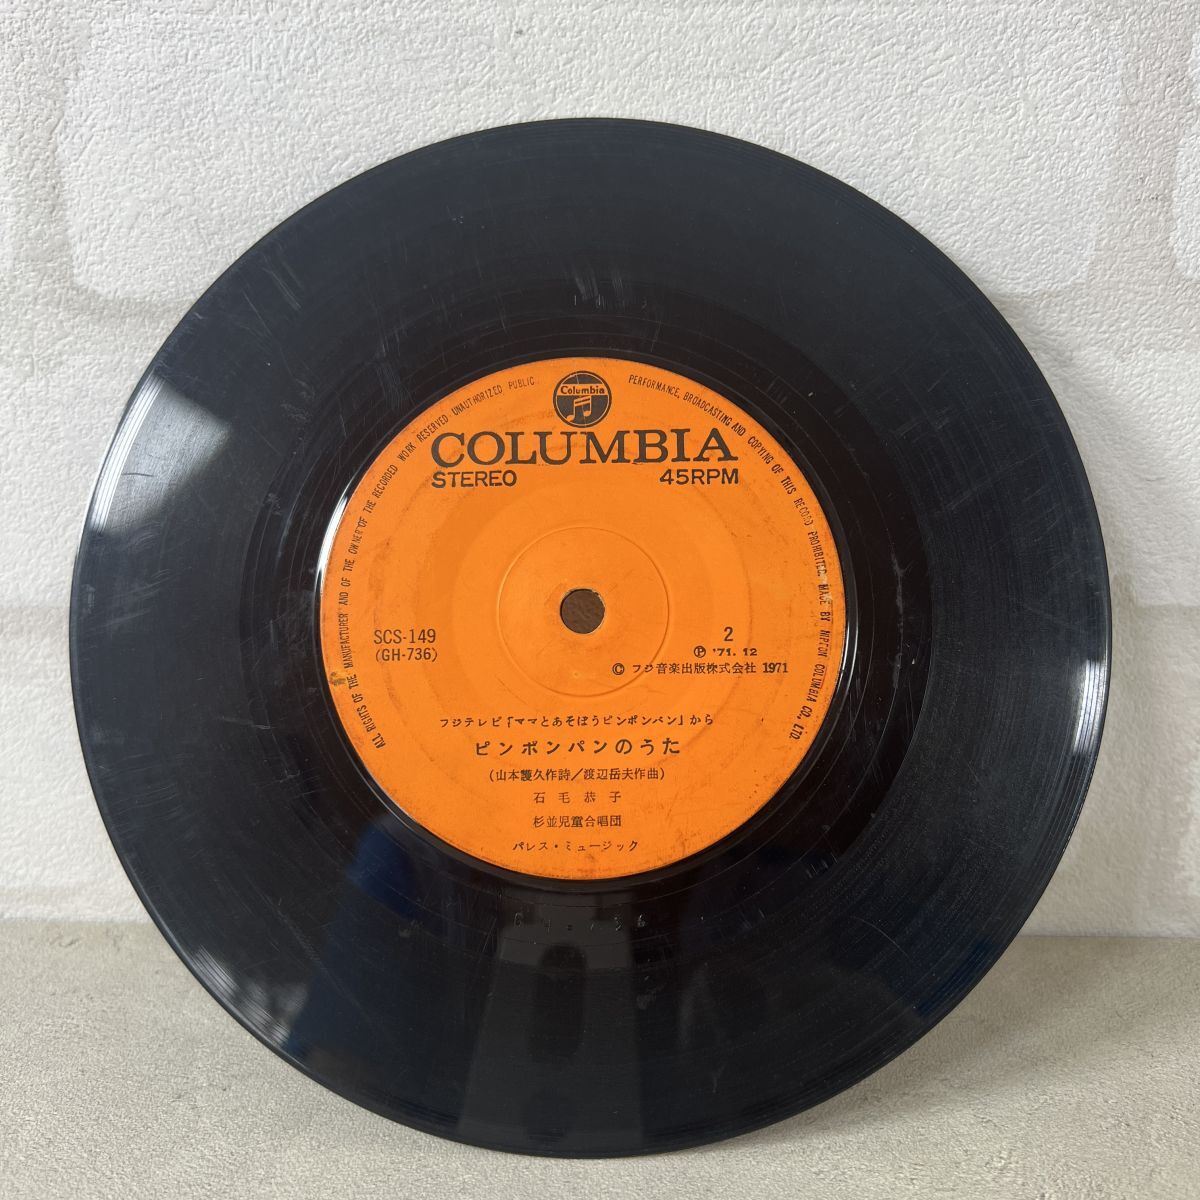 ALL RIGHTS OF THE MANUFACTURER AND OF THE OWNER OF THE RECORDED WORK RESERVED UNAUTHORIZED PUBLIC PERFORMANCE, BROADCASTING AND COPYING OF THIS RECORD PROHIBITED. MADE BY NIPPON COLUMBIA CO., LTD.
Columbia
COLUMBIA
STEREO 45RPM
SCS-149 2
(GH-736) Ⓟ '71. 12
© フジ音楽出版株式会社 1971
フジテレビ「ママとあそぼうピンポンパン」から
ピンポンパンのうた
(山本護久作詩/渡辺岳夫作曲)
石毛恭子
杉並児童合唱団
パレス・ミュージック